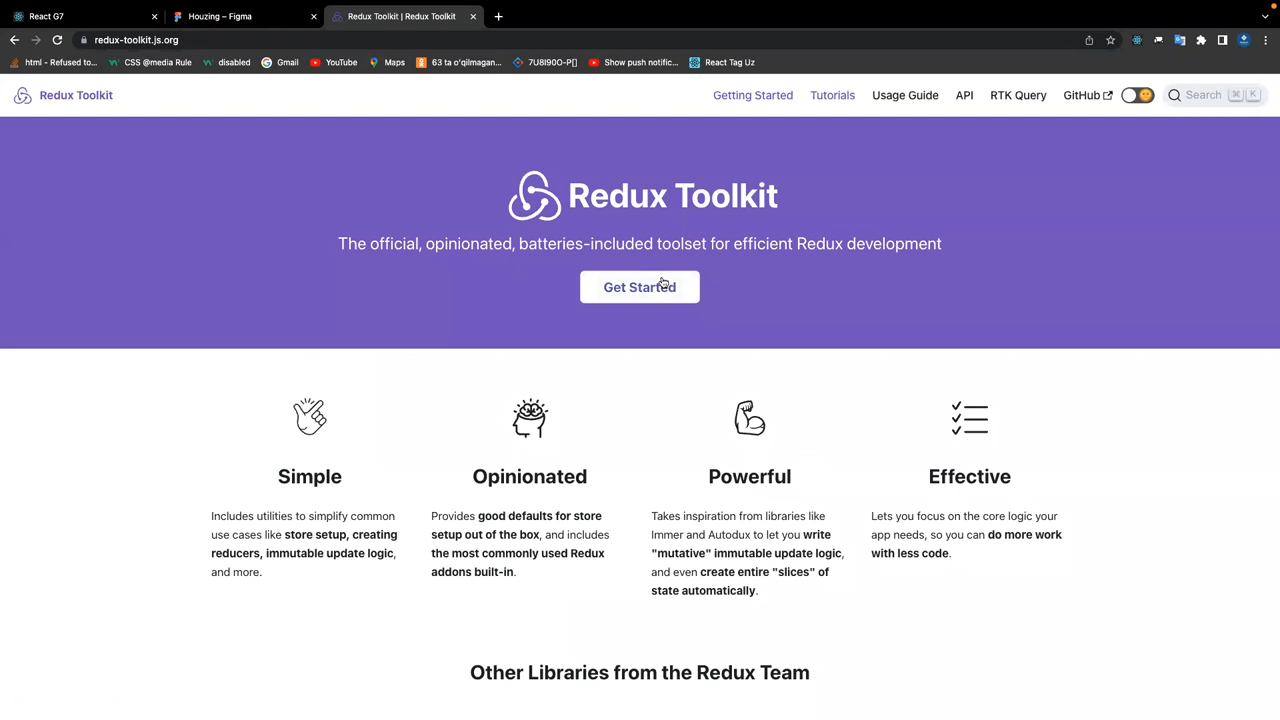 React G7
Houzing – Figma
Redux Toolkit | Redux Toolkit
redux-toolkit.js.org
html - Refused to...
CSS @media Rule
disabled
Gmail
YouTube
Maps
63 ta o'qilmagan...
7U8I90O-P[]
Show push notific...
React Tag Uz
Redux Toolkit
Getting Started
Tutorials
Usage Guide
API
RTK Query
GitHub
Search
⌘ K
Redux Toolkit
The official, opinionated, batteries-included toolset for efficient Redux development
Get Started
Simple
Includes utilities to simplify common
use cases like store setup, creating
reducers, immutable update logic,
and more.
Opinionated
Provides good defaults for store
setup out of the box, and includes
the most commonly used Redux
addons built-in.
Powerful
Takes inspiration from libraries like
Immer and Autodux to let you write
"mutative" immutable update logic,
and even create entire "slices" of
state automatically.
Effective
Lets you focus on the core logic your
app needs, so you can do more work
with less code.
Other Libraries from the Redux Team